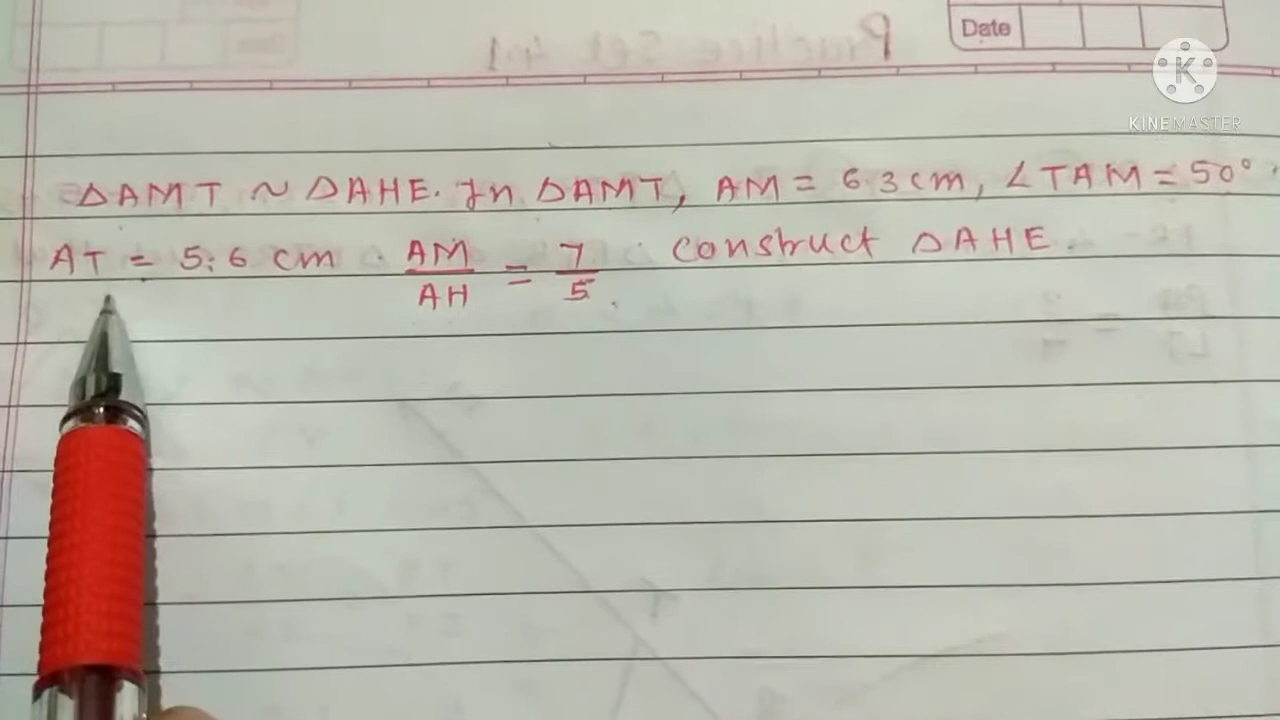 Date
K
KINEMASTER
ΔAMT ~ ΔAHE. In ΔAMT, AM = 6.3 cm, ∠TAM = 50°.
AT = 5.6 cm. AM/AH = 7/5. Construct ΔAHE.